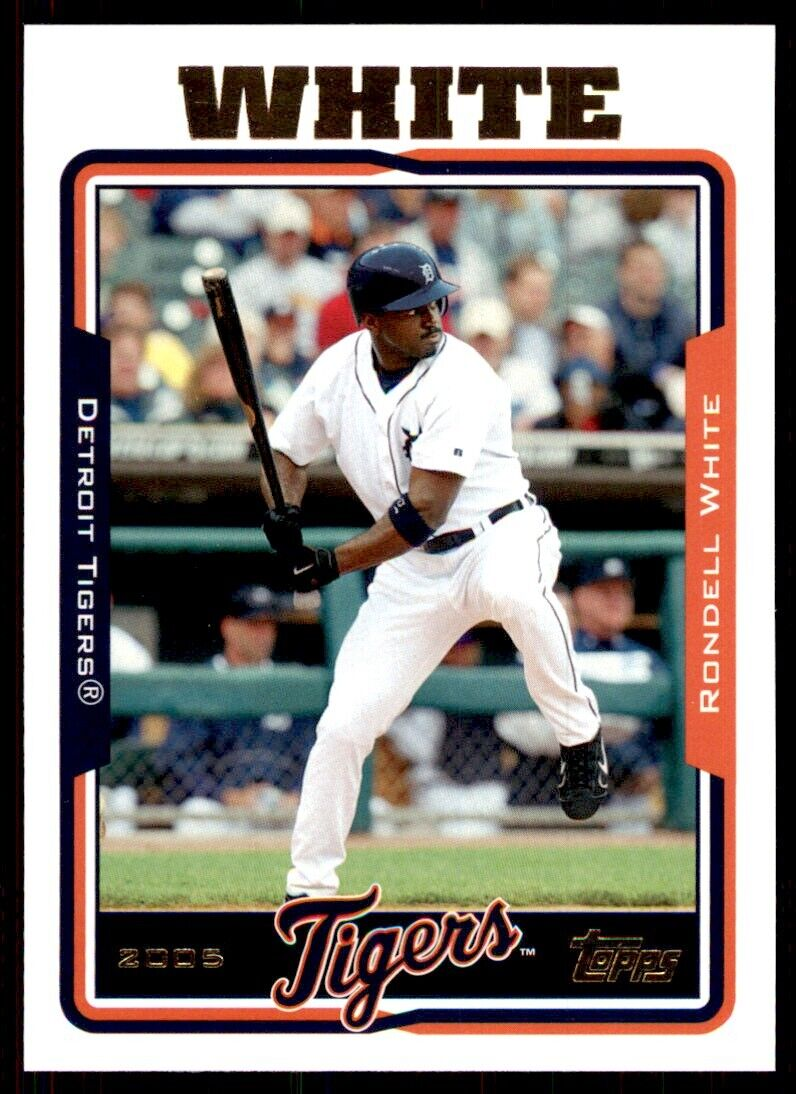 WHITE
DETROIT TIGERS®
RONDELL WHITE
D
2005
Tigers™
topps